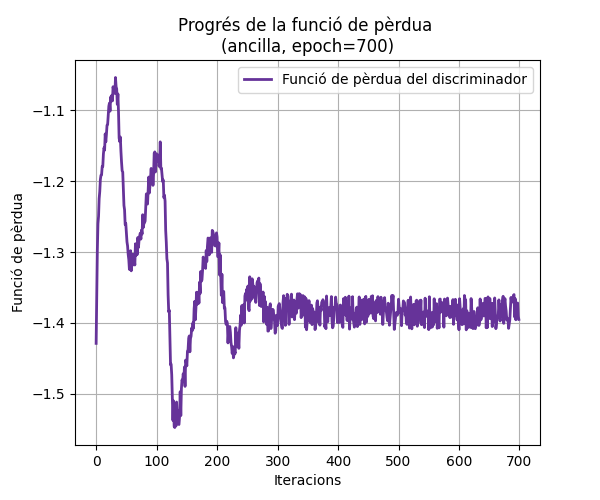 Progrés de la funció de pèrdua
(ancilla, epoch=700)
Funció de pèrdua del discriminador
Funció de pèrdua
−1.1
−1.2
−1.3
−1.4
−1.5
0 100 200 300 400 500 600 700
Iteracions